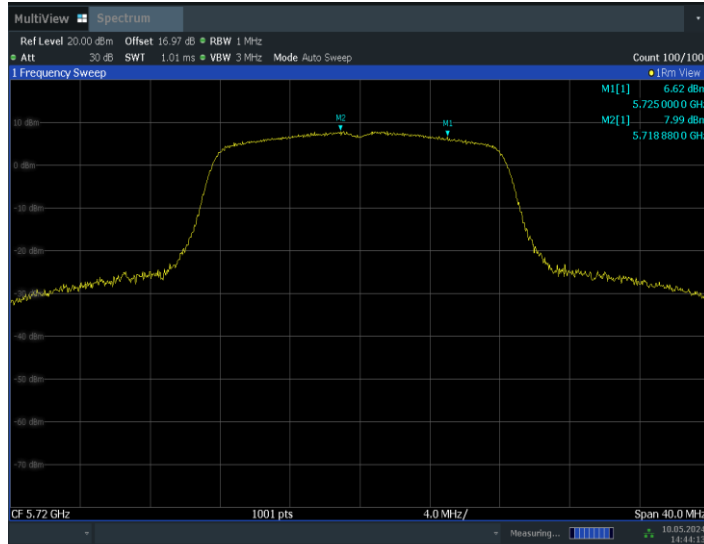 MultiView Spectrum
Ref Level 20.00 dBm Offset 16.97 dB RBW 1 MHz
Att 30 dB SWT 1.01 ms VBW 3 MHz Mode Auto Sweep Count 100/100
1 Frequency Sweep 1Rm View
M1[1] 6.62 dBm
5.725 000 0 GHz
M2[1] 7.99 dBm
5.718 880 0 GH
M2
M1
10 dBm
0 dBm
-10 dBm
-20 dBm
-30 dBm
-40 dBm
-50 dBm
-60 dBm
-70 dBm
CF 5.72 GHz 1001 pts 4.0 MHz/ Span 40.0 MHz
Measuring... 10.05.2024
14:44:13